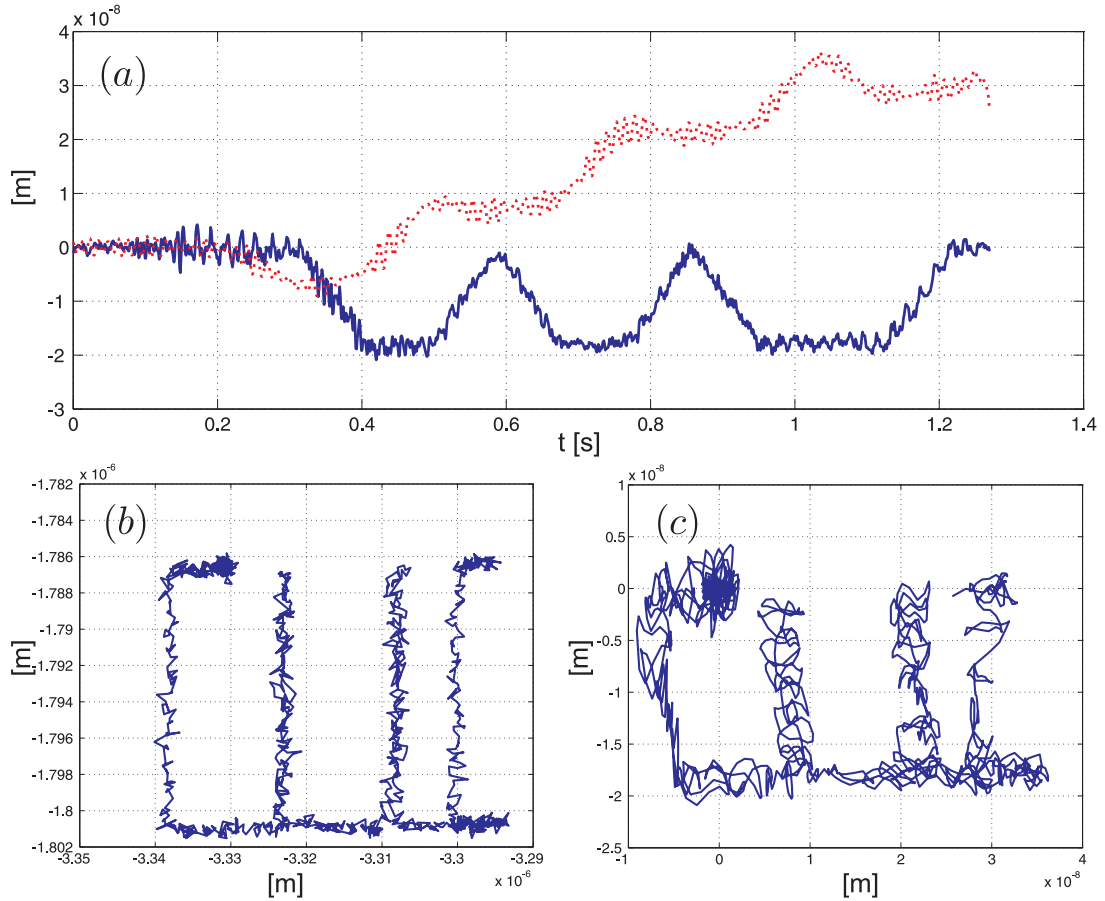 x 10⁻⁸
(a)
4
3
2
1
0
-1
-2
-3
[m]
0 0.2 0.4 0.6 0.8 1 1.2 1.4
t [s]
x 10⁻⁶
(b)
-1.782
-1.784
-1.786
-1.788
-1.79
-1.792
-1.794
-1.796
-1.798
-1.8
-1.802
[m]
-3.35 -3.34 -3.33 -3.32 -3.31 -3.3 -3.29
[m]
x 10⁻⁶
x 10⁻⁸
(c)
1
0.5
0
-0.5
-1
-1.5
-2
-2.5
[m]
-1 0 1 2 3 4
[m]
x 10⁻⁸